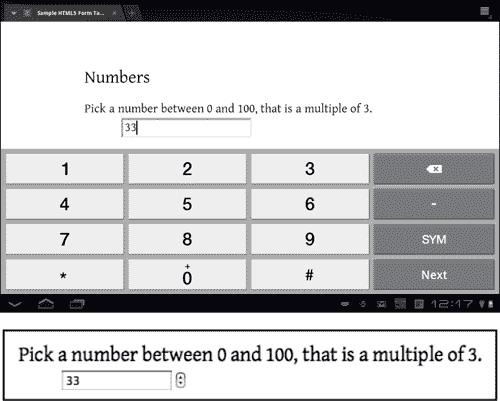 Sample HTML5 Form Ta...
Numbers
Pick a number between 0 and 100, that is a multiple of 3.
33
1 2 3
4 5 6 -
7 8 9 SYM
+
* 0 # Next
12:17
Pick a number between 0 and 100, that is a multiple of 3.
33